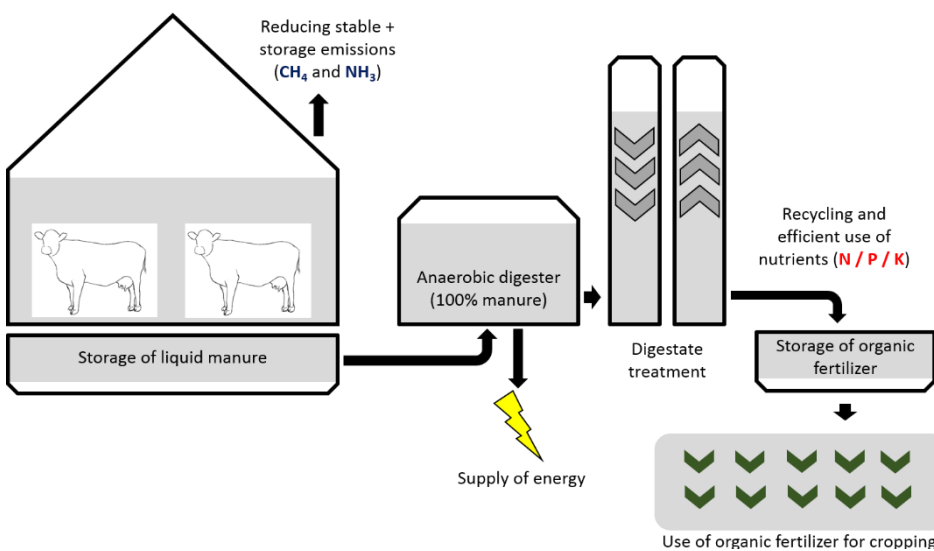 Reducing stable +
storage emissions
(CH₄ and NH₃)
Storage of liquid manure
Anaerobic digester
(100% manure)
Supply of energy
Digestate
treatment
Recycling and
efficient use of
nutrients (N / P / K)
Storage of organic
fertilizer
Use of organic fertilizer for cropping